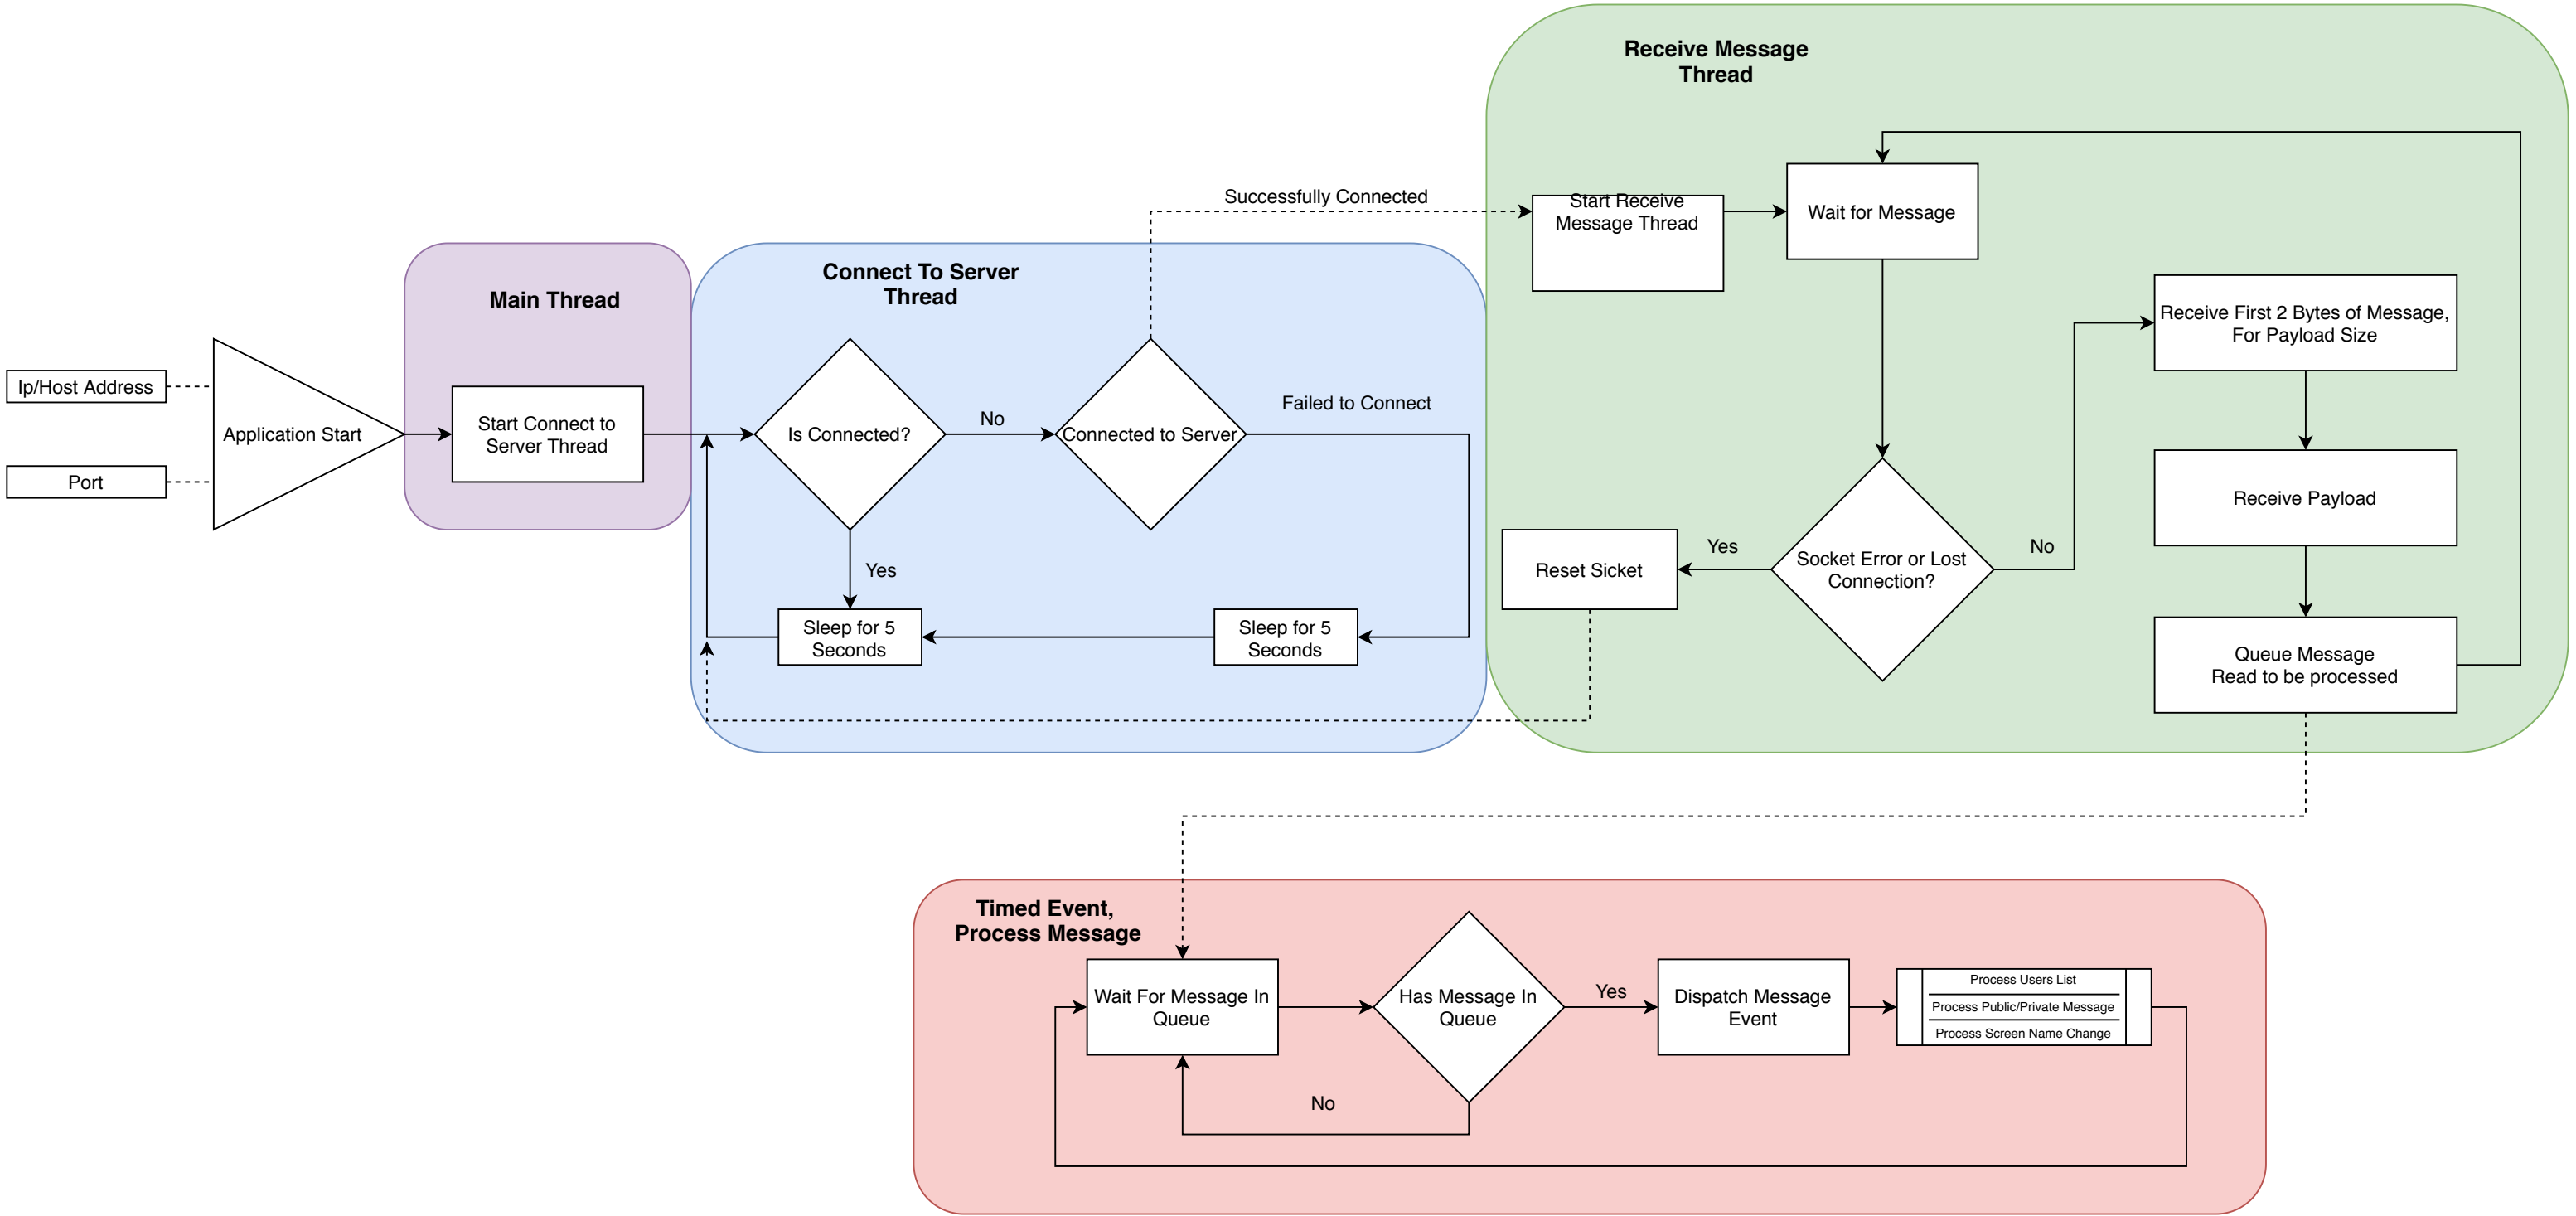 Receive Message
Thread
Successfully Connected
Start Receive
Message Thread
Wait for Message
Connect To Server
Thread
Main Thread
Receive First 2 Bytes of Message,
For Payload Size
Ip/Host Address
Application Start
Port
Start Connect to
Server Thread
Is Connected?
No
Connected to Server
Failed to Connect
Yes
Sleep for 5
Seconds
Sleep for 5
Seconds
Reset Sicket
Yes
Socket Error or Lost
Connection?
No
Receive Payload
Queue Message
Read to be processed
Timed Event,
Process Message
Wait For Message In
Queue
Has Message In
Queue
Yes
Dispatch Message
Event
Process Users List
Process Public/Private Message
Process Screen Name Change
No